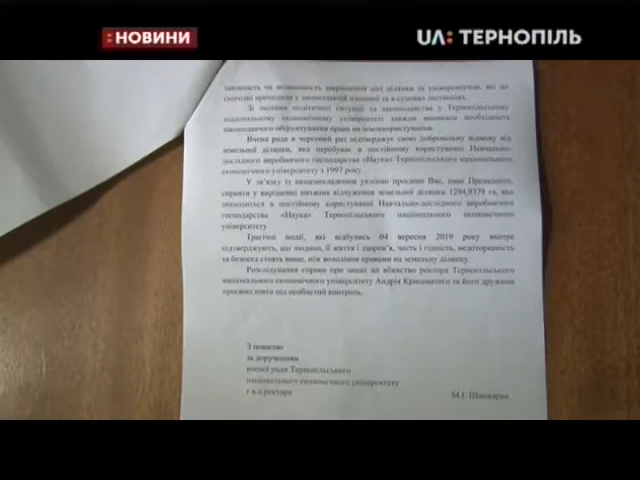 :НОВИНИ
UA: ТЕРНОПІЛЬ
законність чи незаконність закріплення цієї ділянки за університетом, що до
сьогодні проходили у законодавчій площині та в судових інстанціях.
Зі змінами політичної ситуації та законодавства у Тернопільському
національному економічному університеті завжди виникала необхідність
законодавчого обґрунтування права на землекористування.
Вчена рада в черговий раз підтверджує свою добровільну відмову від
земельної ділянки, яка перебуває в постійному користуванні Навчально-
дослідного виробничого господарства «Наука» Тернопільського національного
економічного університету з 1997 року.
У зв'язку із вищевикладеним уклінно просимо Вас, пане Президенте,
сприяти у вирішенні питання відчуження земельної ділянки 1294,9379 га, яка
знаходиться в постійному користуванні Навчально-дослідного виробничого
господарства «Наука» Тернопільського національного економічного
університету.
Трагічні події, які відбулись 04 вересня 2019 року вкотре
підтверджують, що людина, її життя і здоров'я, честь і гідність, недоторканість
та безпека стоять вище, ніж володіння правами на земельну ділянку.
Розслідування справи про замах на вбивство ректора Тернопільського
національного економічного університету Андрія Крисоватого та його дружини
просимо взяти під особистий контроль.
З повагою
за дорученням
вченої ради Тернопільського
національного економічного університету
т.в.о ректора М.І. Шинкарик